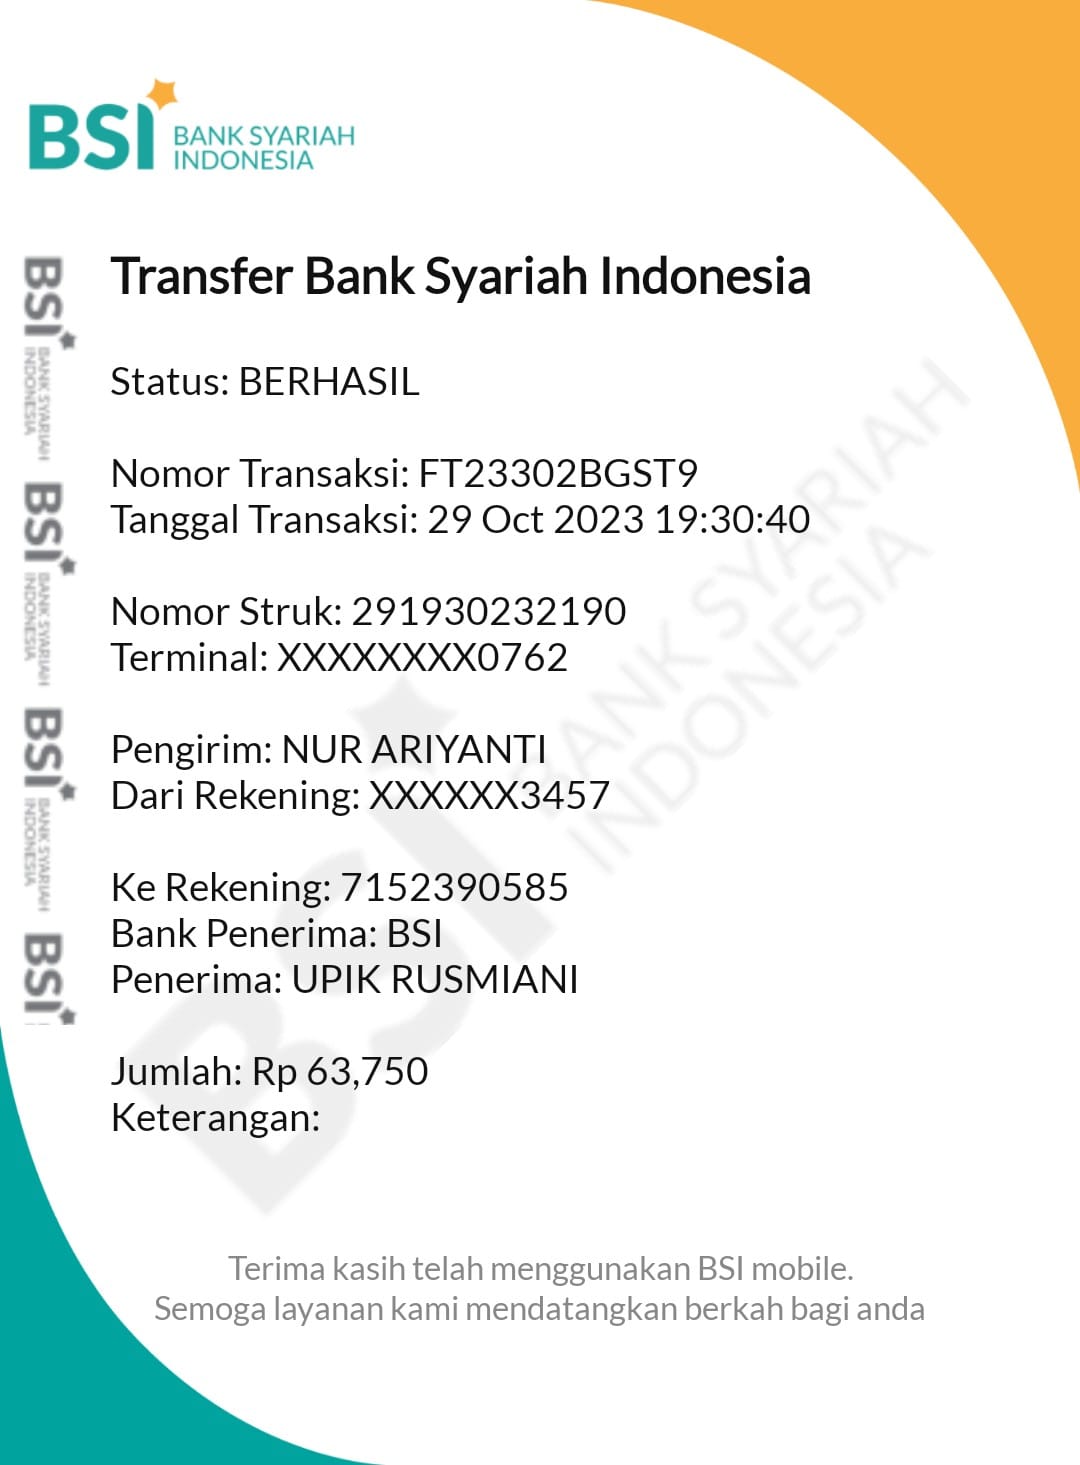 BSI BANK SYARIAH
INDONESIA
Transfer Bank Syariah Indonesia
Status: BERHASIL
Nomor Transaksi: FT23302BGST9
Tanggal Transaksi: 29 Oct 2023 19:30:40
Nomor Struk: 291930232190
Terminal: XXXXXXXX0762
Pengirim: NUR ARIYANTI
Dari Rekening: XXXXXX3457
Ke Rekening: 7152390585
Bank Penerima: BSI
Penerima: UPIK RUSMIANI
Jumlah: Rp 63,750
Keterangan:
Terima kasih telah menggunakan BSI mobile.
Semoga layanan kami mendatangkan berkah bagi anda
BSI BANK SYARIAH
INDONESIA
BSI BANK SYARIAH
INDONESIA
BSI BANK SYARIAH
INDONESIA
BSI
BSI BANK SYARIAH
INDONESIA